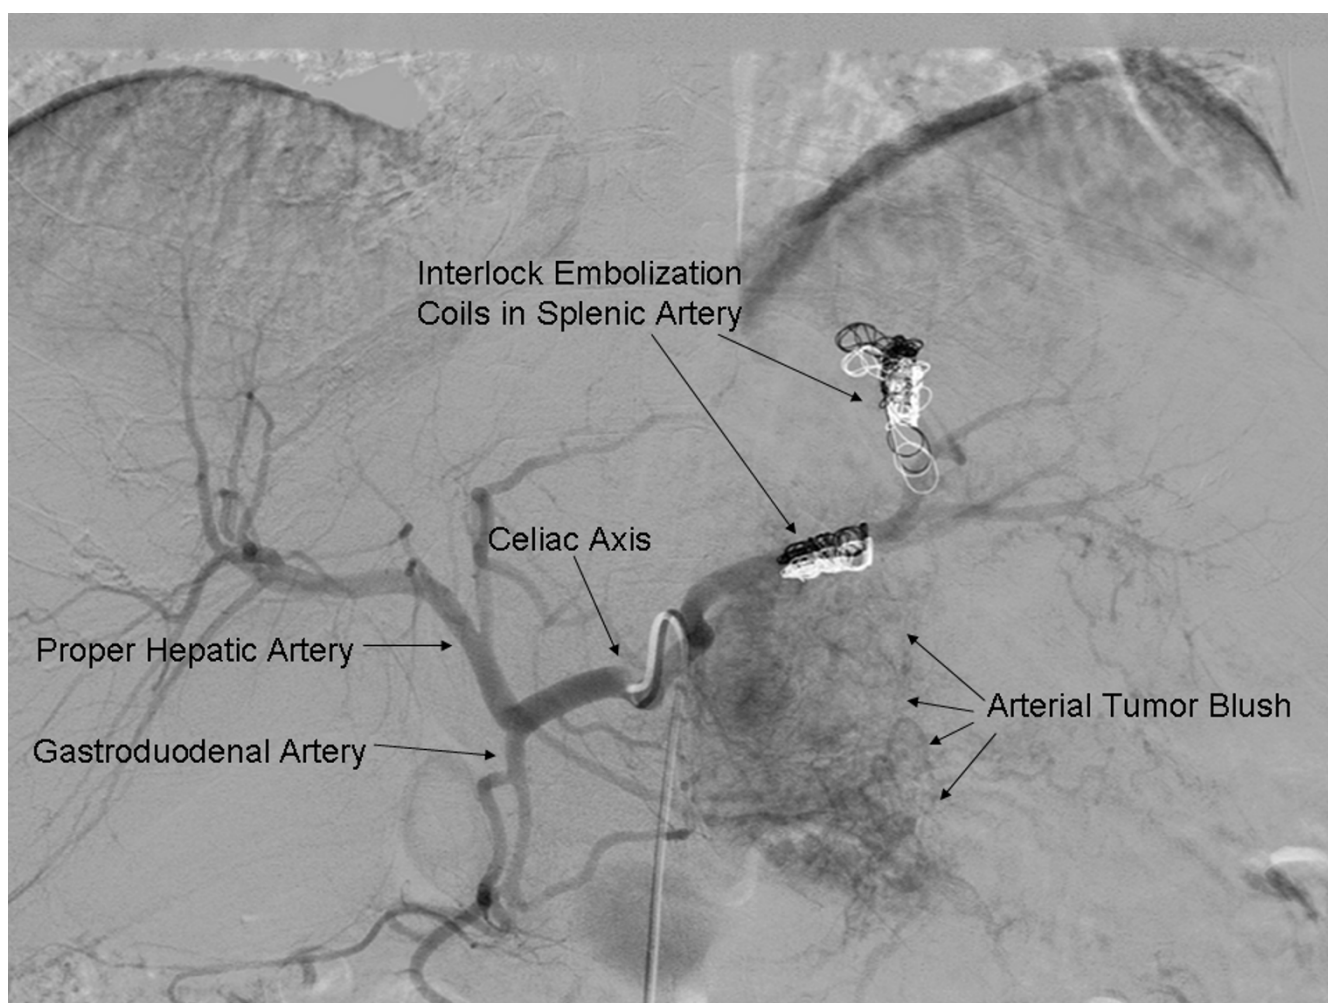 Interlock Embolization
Coils in Splenic Artery
Celiac Axis
Proper Hepatic Artery
Arterial Tumor Blush
Gastroduodenal Artery